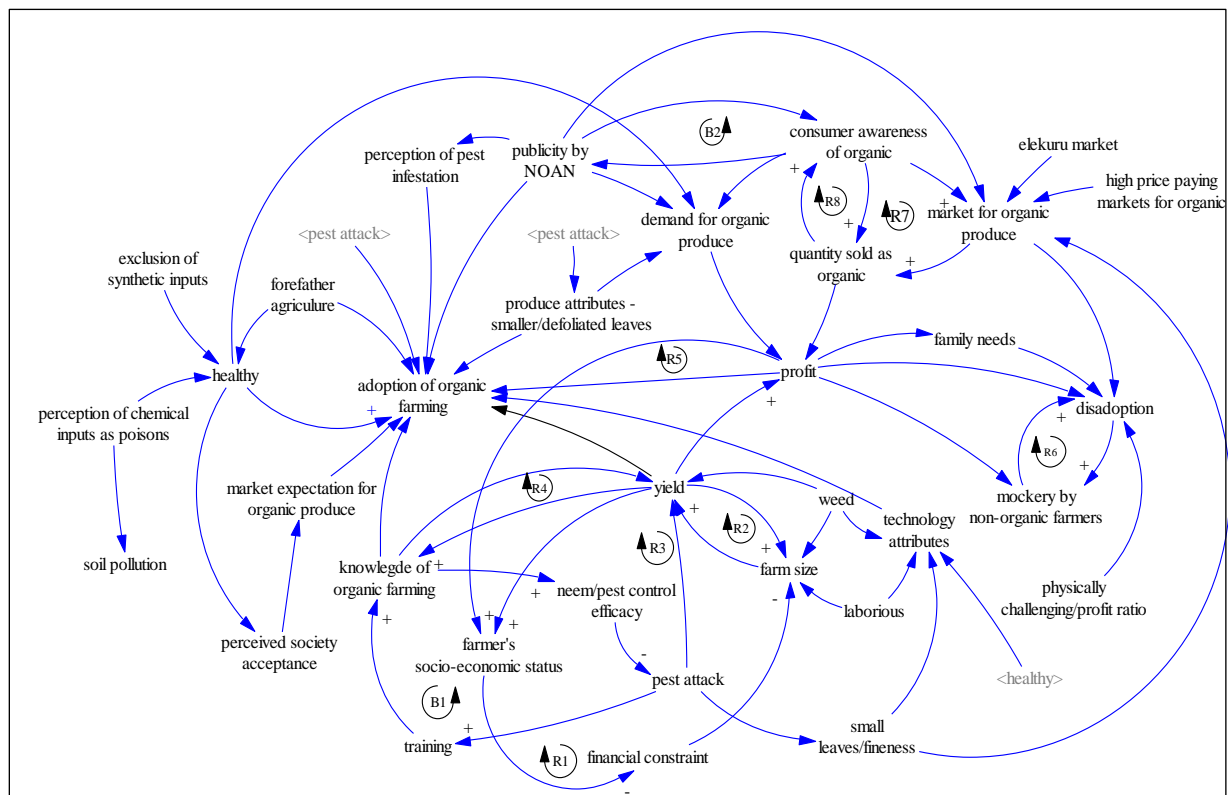 B2
consumer awareness
of organic
elekuru market
publicity by
NOAN
perception of pest
infestation
+
high price paying
markets for organic
R8
R7
+
market for organic
produce
demand for organic
produce
+
<pest attack>
<pest attack>
quantity sold as
organic
+
exclusion of
synthetic inputs
forefather
agriculure
produce attributes -
smaller/defoliated leaves
family needs
R5
healthy
profit
adoption of organic
farming
+
+
disadoption
+
perception of chemical
inputs as poisons
R6
+
market expectation for
organic produce
R4
yield
weed
mockery by
non-organic farmers
+
R2
technology
attributes
R3
+
soil pollution
knowlegde of
organic farming
+
farm size
+
neem/pest control
efficacy
-
laborious
physically
challenging/profit ratio
+
+
+
perceived society
acceptance
farmer's
socio-economic status
-
pest attack
<healthy>
B1
+
training
small
leaves/fineness
R1
financial constraint
-